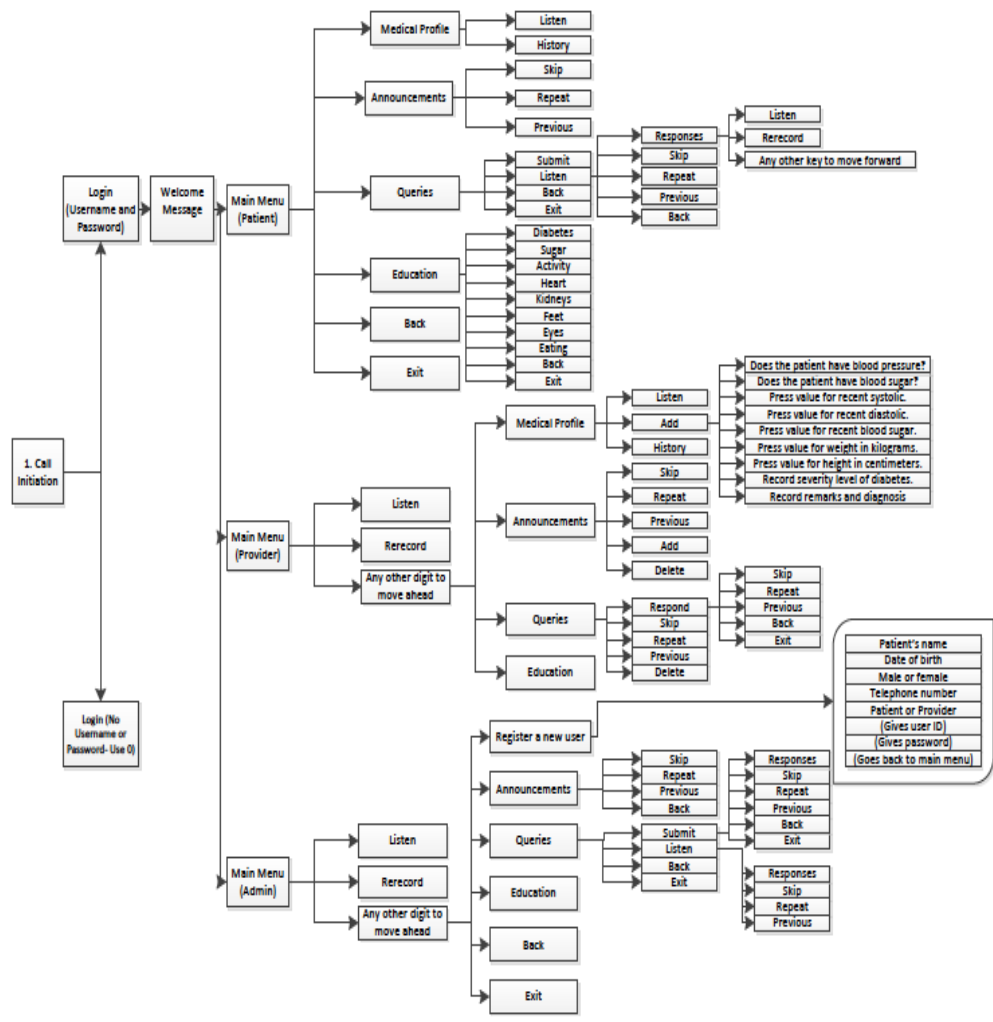 1. Call
Initiation
Login
(Username and
Password)
Welcome
Message
Login (No
Username or
Password- Use 0)
Main Menu
(Patient)
Medical Profile
Listen
History
Announcements
Skip
Repeat
Previous
Queries
Submit
Listen
Back
Exit
Responses
Skip
Repeat
Previous
Back
Listen
Rerecord
Any other key to move forward
Education
Diabetes
Sugar
Activity
Heart
Kidneys
Feet
Eyes
Eating
Back
Exit
Back
Exit
Main Menu
(Provider)
Listen
Rerecord
Any other digit to
move ahead
Medical Profile
Listen
Add
History
Does the patient have blood pressure?
Does the patient have blood sugar?
Press value for recent systolic.
Press value for recent diastolic.
Press value for recent blood sugar.
Press value for weight in kilograms.
Press value for height in centimeters.
Record severity level of diabetes.
Record remarks and diagnosis
Announcements
Skip
Repeat
Previous
Add
Delete
Queries
Respond
Skip
Repeat
Previous
Delete
Skip
Repeat
Previous
Back
Exit
Education
Main Menu
(Admin)
Listen
Rerecord
Any other digit to
move ahead
Register a new user
Patient's name
Date of birth
Male or female
Telephone number
Patient or Provider
(Gives user ID)
(Gives password)
(Goes back to main menu)
Announcements
Skip
Repeat
Previous
Back
Queries
Submit
Listen
Back
Exit
Responses
Skip
Repeat
Previous
Back
Exit
Responses
Skip
Repeat
Previous
Education
Back
Exit